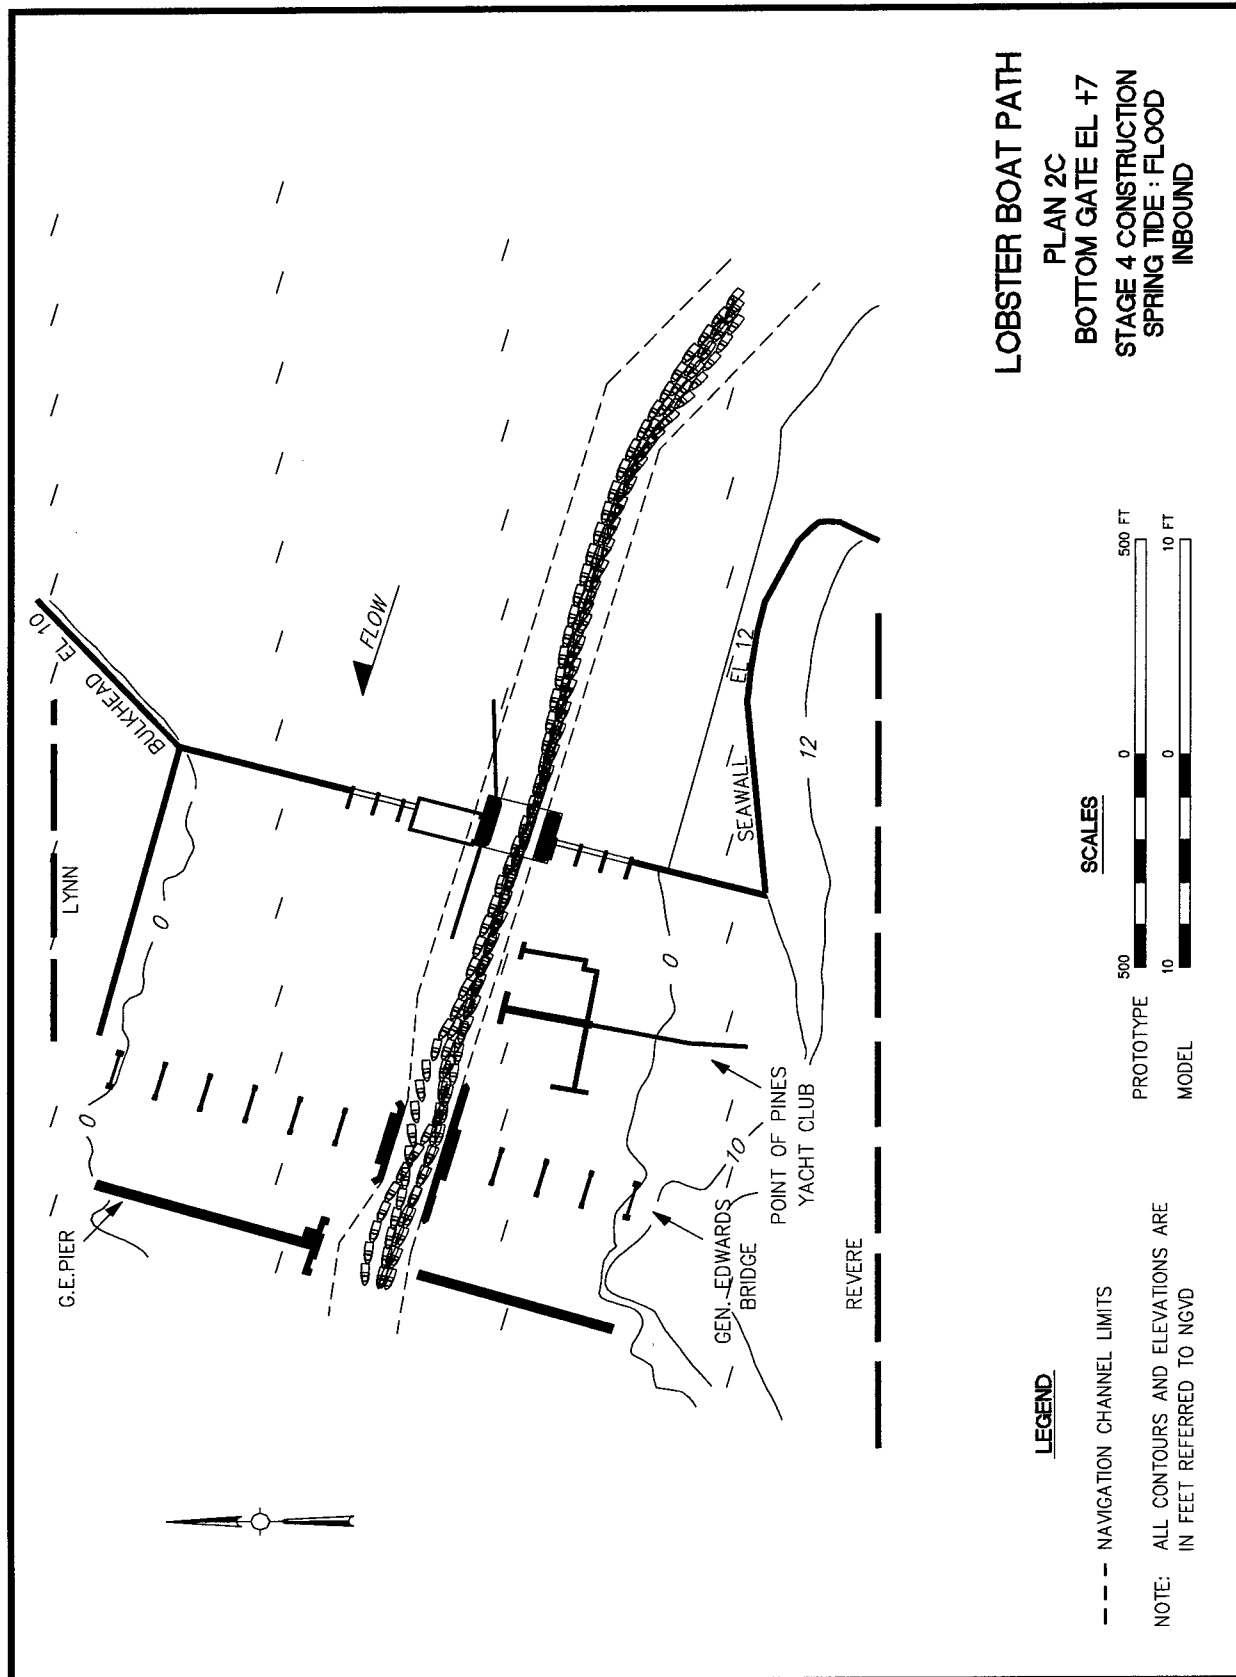 LOBSTER BOAT PATH
PLAN 2C
BOTTOM GATE EL +7
STAGE 4 CONSTRUCTION
SPRING TIDE : FLOOD
INBOUND
LYNN
BULKHEAD EL 10
FLOW
0
0
G.E.PIER
SEAWALL EL 12
12
0
10
POINT OF PINES
YACHT CLUB
GEN. EDWARDS
BRIDGE
REVERE
SCALES
PROTOTYPE 500 0 500 FT
MODEL 10 0 10 FT
LEGEND
--- NAVIGATION CHANNEL LIMITS
NOTE: ALL CONTOURS AND ELEVATIONS ARE
IN FEET REFERRED TO NGVD